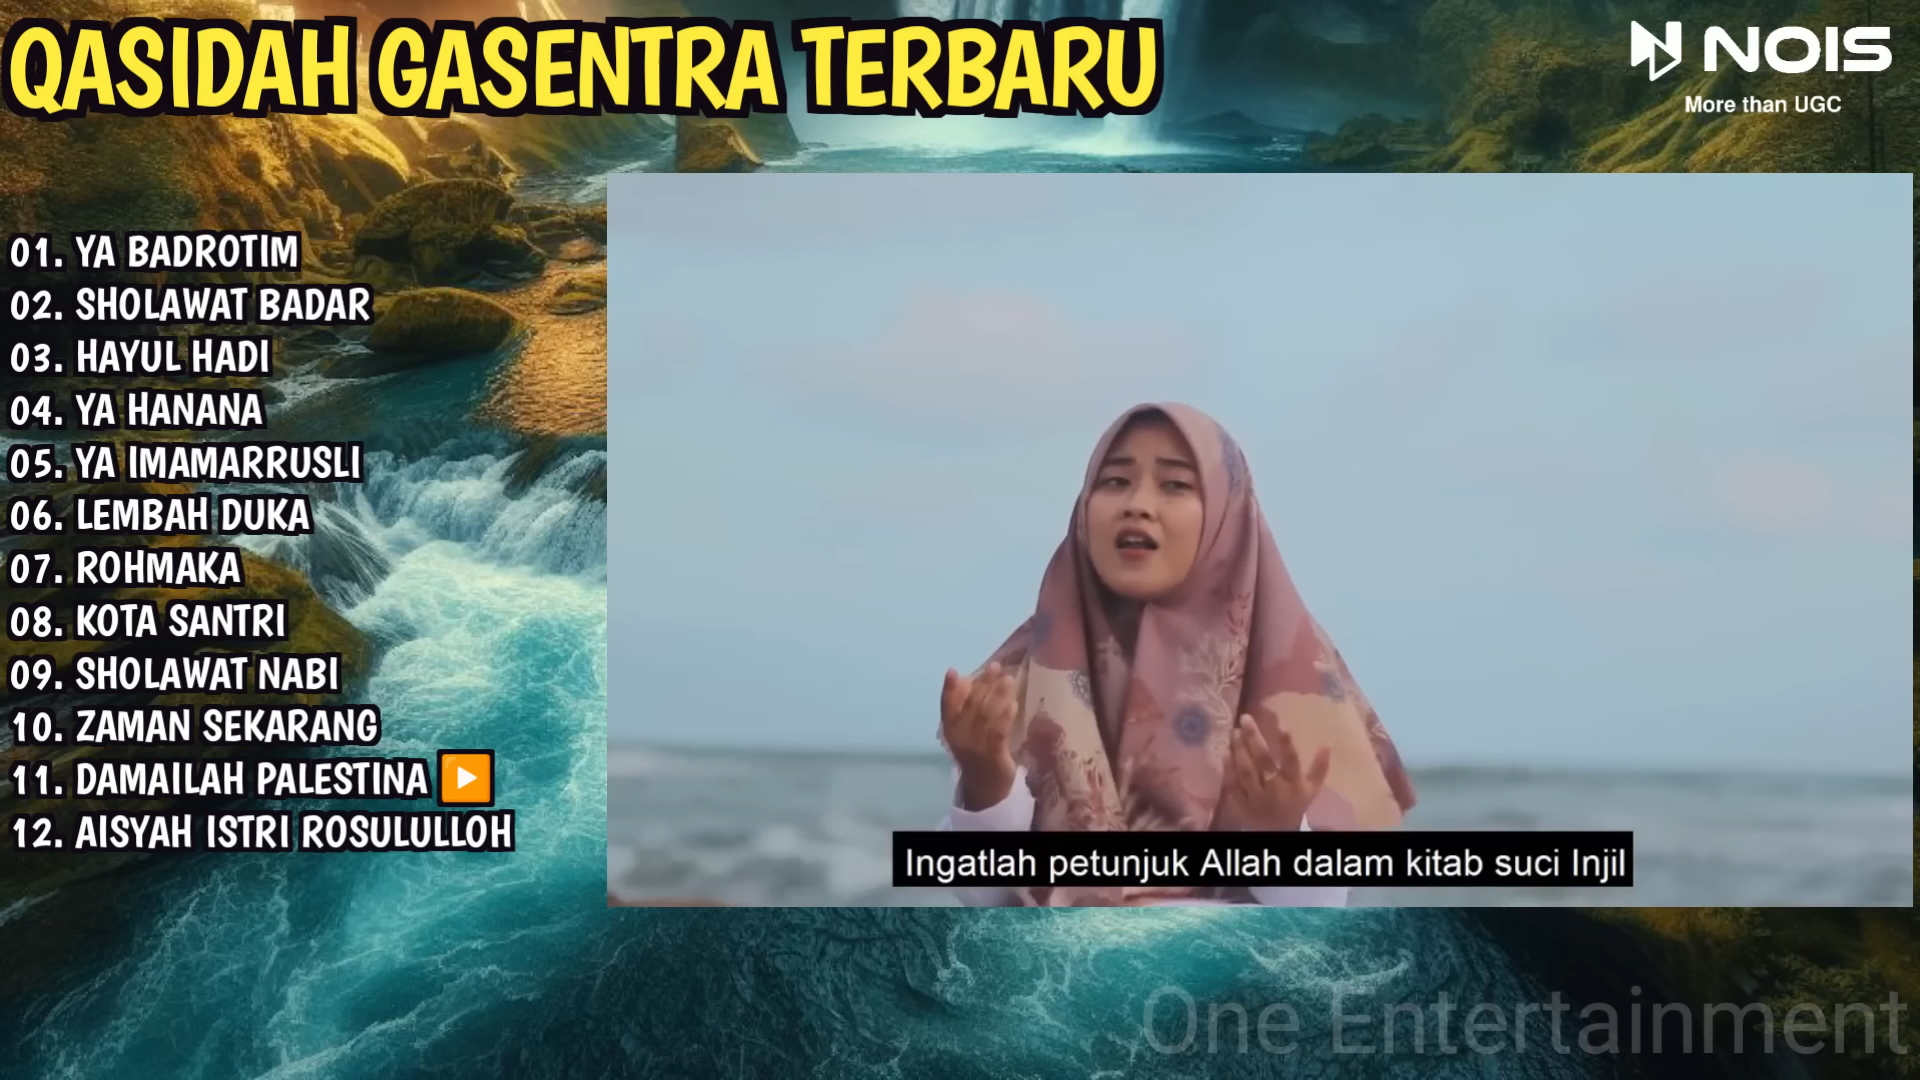 QASIDAH GASENTRA TERBARU
NOIS
More than UGC
01. YA BADROTIM
02. SHOLAWAT BADAR
03. HAYUL HADI
04. YA HANANA
05. YA IMAMARRUSLI
06. LEMBAH DUKA
07. ROHMAKA
08. KOTA SANTRI
09. SHOLAWAT NABI
10. ZAMAN SEKARANG
11. DAMAILAH PALESTINA
12. AISYAH ISTRI ROSULULLOH
Ingatlah petunjuk Allah dalam kitab suci Injil
One Entertainment